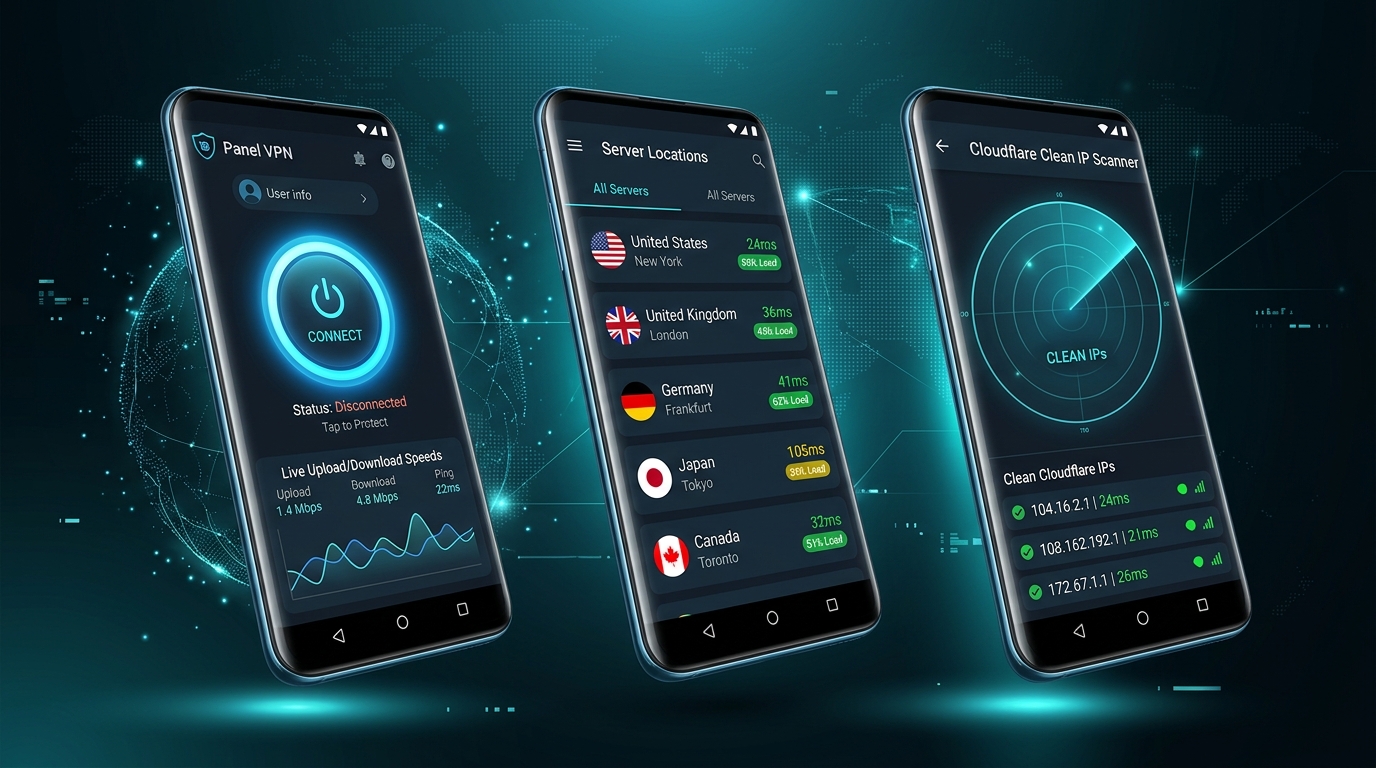 Panel VPN
User info
CONNECT
Status: Disconnected
Tap to Protect
Live Upload/Download Speeds
Upload
1.4 Mbps
Bownload
4.8 Mbps
Ping
22ms
Server Locations
All Servers
All Servers
United States
New York
24ms
United Kingdom
London
36ms
Germany
Frankfurt
41ms
Japan
Tokyo
105ms
Canada
Toronto
32ms
Cloudflare Clean IP Scanner
CLEAN IPs
Clean Cloudflare IPs
104.16.2.1 | 24ms
108.162.192.1 | 21ms
172.67.1.1 | 26ms